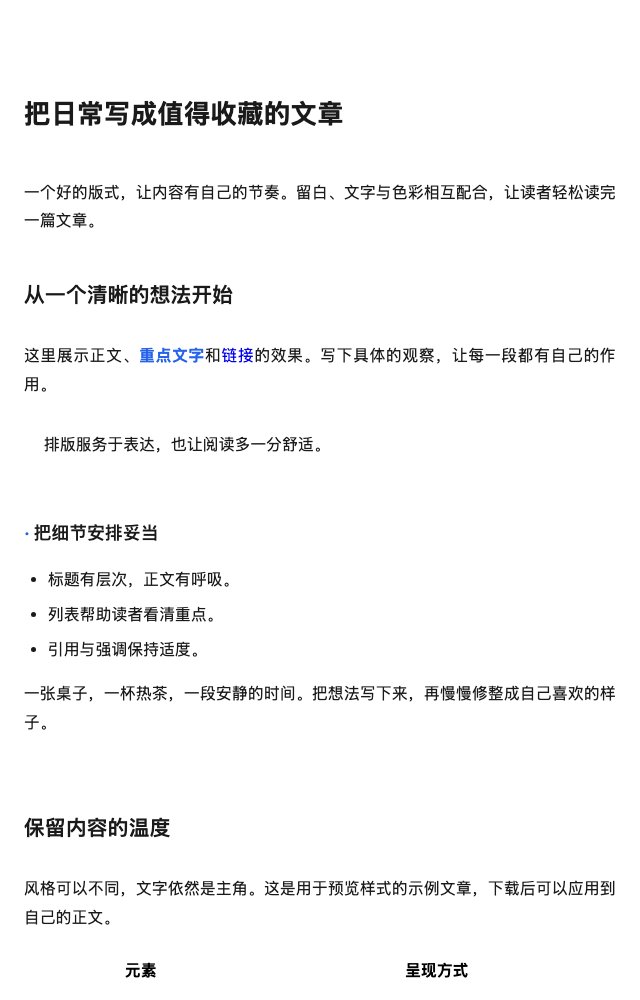 把日常写成值得收藏的文章
一个好的版式，让内容有自己的节奏。留白、文字与色彩相互配合，让读者轻松读完
一篇文章。
从一个清晰的想法开始
这里展示正文、重点文字和链接的效果。写下具体的观察，让每一段都有自己的作
用。
排版服务于表达，也让阅读多一分舒适。
· 把细节安排妥当
• 标题有层次，正文有呼吸。
• 列表帮助读者看清重点。
• 引用与强调保持适度。
一张桌子，一杯热茶，一段安静的时间。把想法写下来，再慢慢修整成自己喜欢的样
子。
保留内容的温度
风格可以不同，文字依然是主角。这是用于预览样式的示例文章，下载后可以应用到
自己的正文。
元素 呈现方式